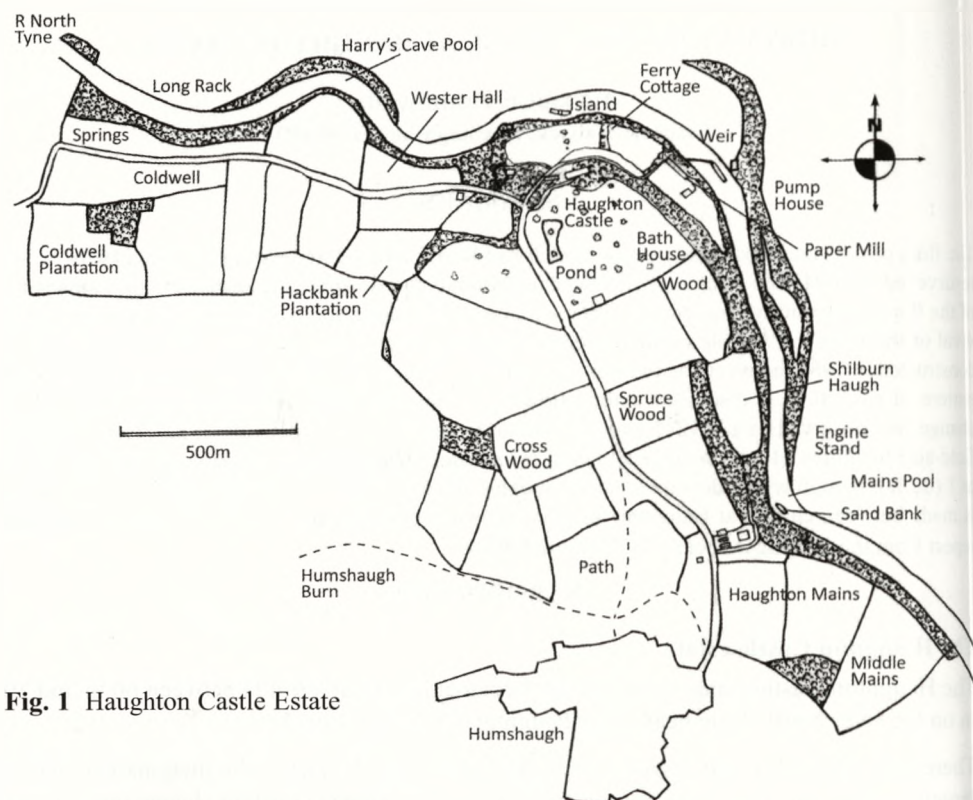 R North
Tyne
Harry's Cave Pool
Long Rack
Wester Hall
Ferry
Cottage
Island
Weir
N
Springs
Coldwell
Coldwell
Plantation
Haughton
Castle
Pump
House
Bath
House
Paper Mill
Pond
Wood
Hackbank
Plantation
Shilburn
Haugh
Spruce
Wood
500m
Cross
Wood
Engine
Stand
Mains Pool
Sand Bank
Humshaugh
Burn
Path
Haughton Mains
Middle
Mains
Fig. 1 Haughton Castle Estate
Humshaugh